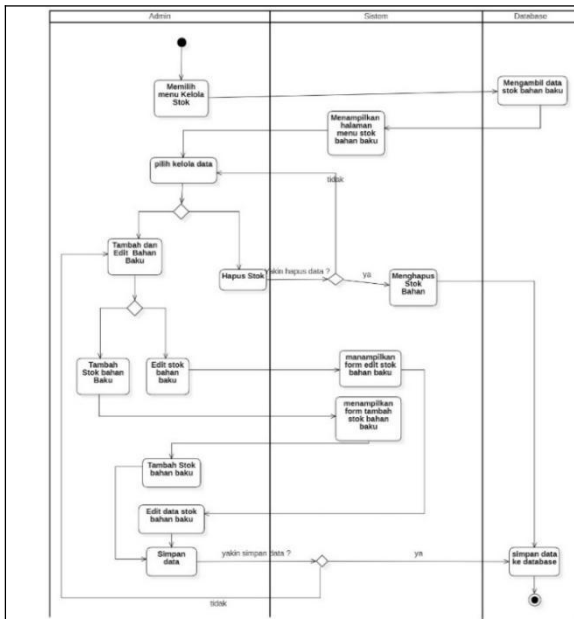 Admin
Sistem
Database
Memilih
menu Kelola
Stok
Mengambil data
stok bahan baku
Menampilkan
halaman
menu stok
bahan baku
pilih kelola data
tidak
Tambah dan
Edit Bahan
Baku
Hapus Stok
yakin hapus data ?
ya
Menghapus
Stok
Bahan
Tambah
Stok bahan
Baku
Edit stok
bahan
baku
manampilkan
form edit stok
bahan baku
menampilkan
form tambah
stok bahan
baku
Tambah Stok
bahan baku
Edit data stok
bahan baku
Simpan
data
yakin simpan data ?
ya
simpan data
ke database
tidak